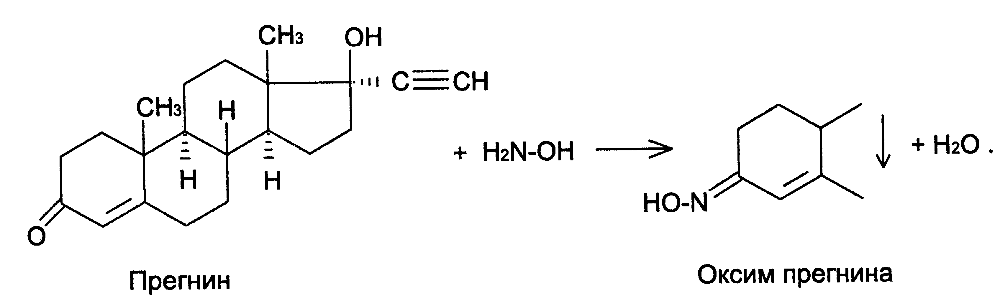 CH3 OH
C≡CH
CH3 H
+ H2N-OH
+ H2O .
H H
HO-N
O
Прегнин Оксим прегнина